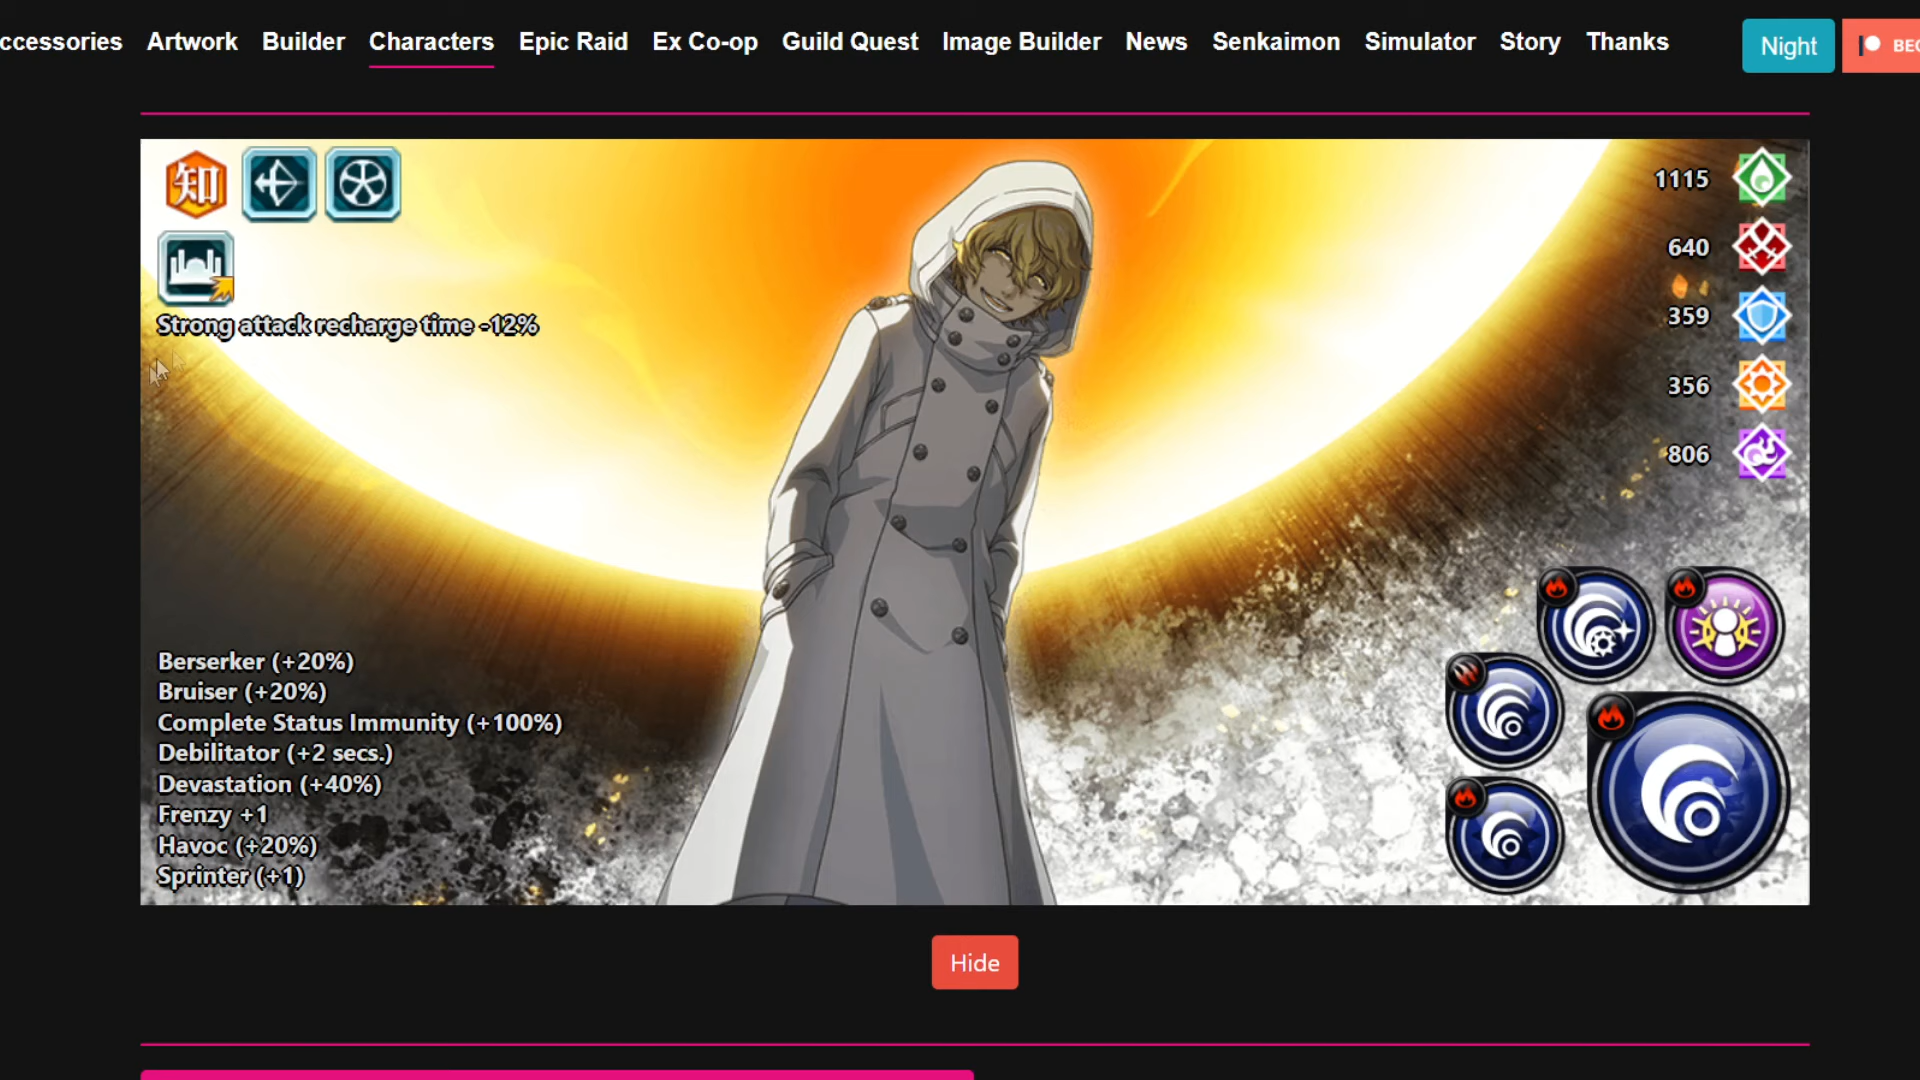 ccessories Artwork Builder Characters Epic Raid Ex Co-op Guild Quest Image Builder News Senkaimon Simulator Story Thanks Night BEC
知
Strong attack recharge time -12%
1115
640
359
356
806
Berserker (+20%)
Bruiser (+20%)
Complete Status Immunity (+100%)
Debilitator (+2 secs.)
Devastation (+40%)
Frenzy +1
Havoc (+20%)
Sprinter (+1)
Hide